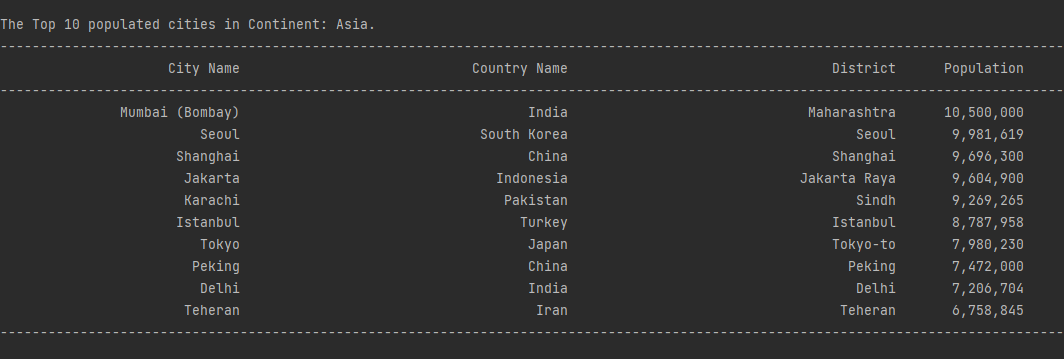 The Top 10 populated cities in Continent: Asia.
-------------------------------------------------------------------------------------------------------------------------------------
City Name Country Name District Population
-------------------------------------------------------------------------------------------------------------------------------------
Mumbai (Bombay) India Maharashtra 10,500,000
Seoul South Korea Seoul 9,981,619
Shanghai China Shanghai 9,696,300
Jakarta Indonesia Jakarta Raya 9,604,900
Karachi Pakistan Sindh 9,269,265
Istanbul Turkey Istanbul 8,787,958
Tokyo Japan Tokyo-to 7,980,230
Peking China Peking 7,472,000
Delhi India Delhi 7,206,704
Teheran Iran Teheran 6,758,845
-------------------------------------------------------------------------------------------------------------------------------------